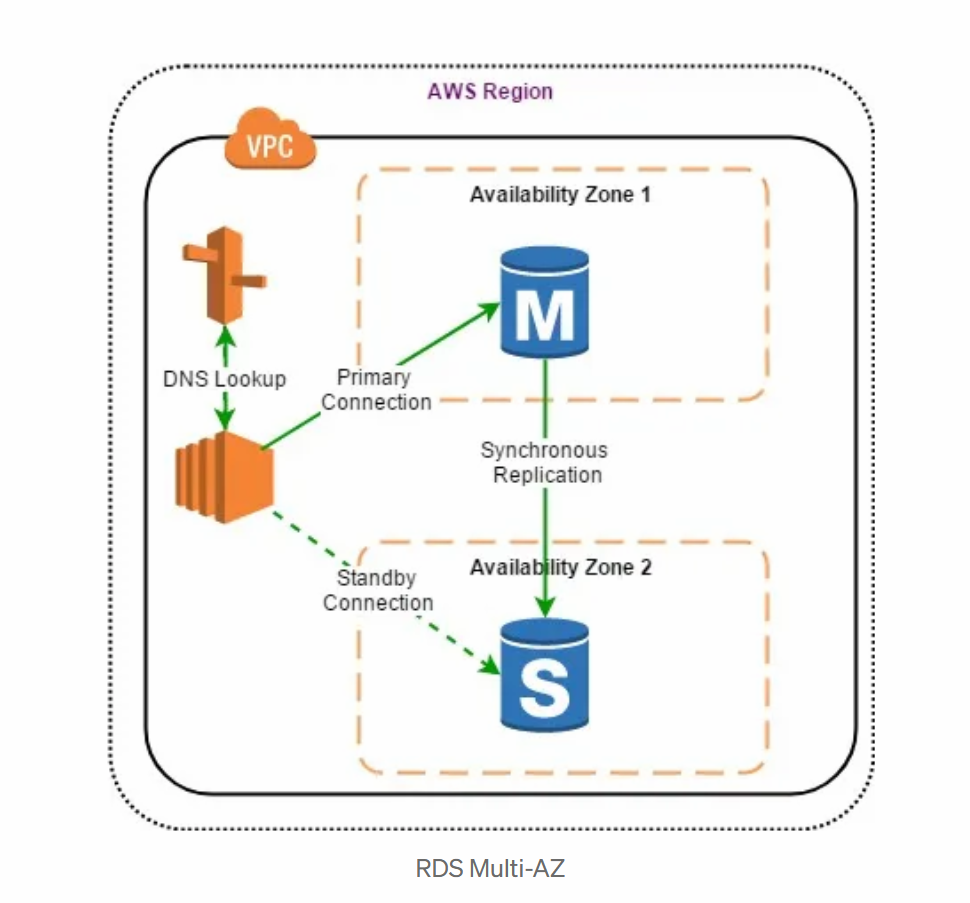 AWS Region
VPC
Availability Zone 1
M
DNS Lookup
Primary
Connection
Synchronous
Replication
Availability Zone 2
Standby
Connection
S
RDS Multi-AZ